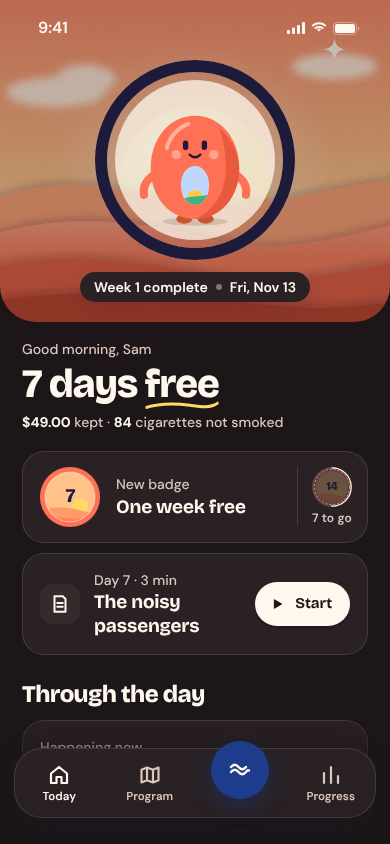 9:41
Week 1 complete • Fri, Nov 13
Good morning, Sam
7 days free
$49.00 kept · 84 cigarettes not smoked
7
New badge
One week free
14
7 to go
Day 7 · 3 min
The noisy
passengers
Start
Through the day
Happening now
Today
Program
Progress